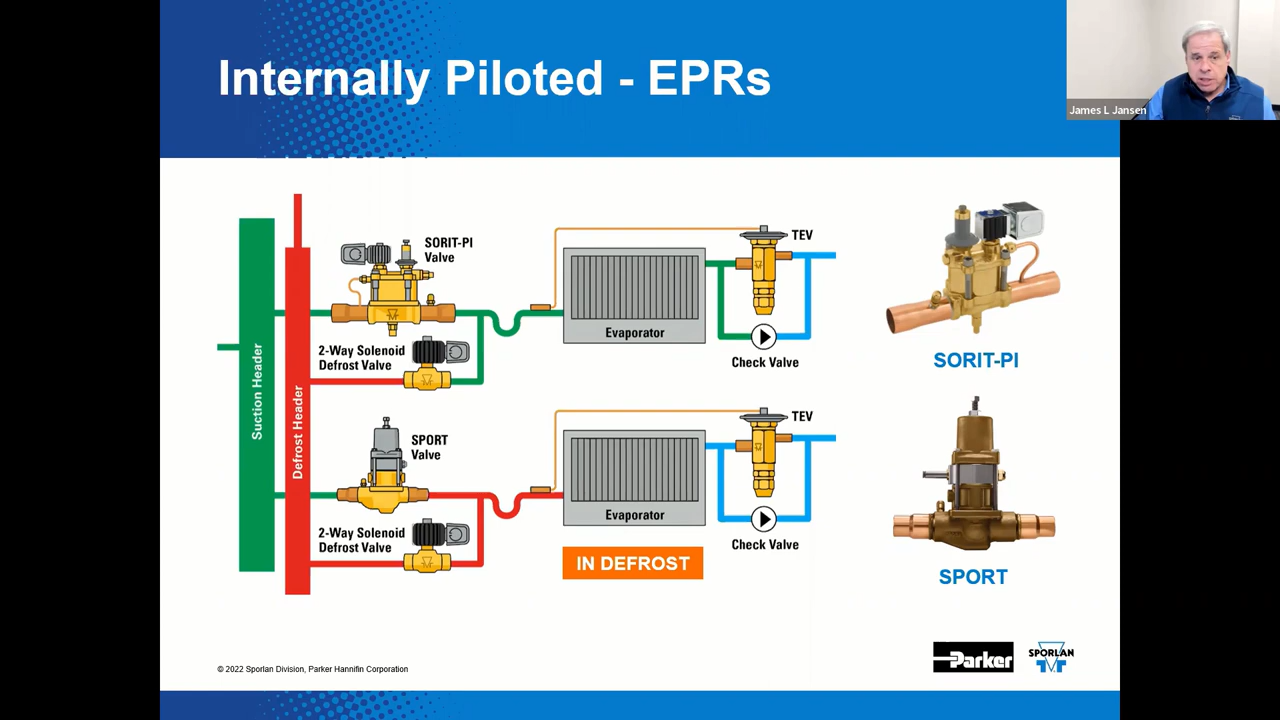 Internally Piloted - EPRs
James L Jansen
SORIT-PI
Valve
TEV
Evaporator
2-Way Solenoid
Defrost Valve
Check Valve
SORIT-PI
Suction Header
Defrost Header
SPORT
Valve
TEV
Evaporator
2-Way Solenoid
Defrost Valve
Check Valve
IN DEFROST
SPORT
© 2022 Sporlan Division, Parker Hannifin Corporation
Parker
SPORLAN